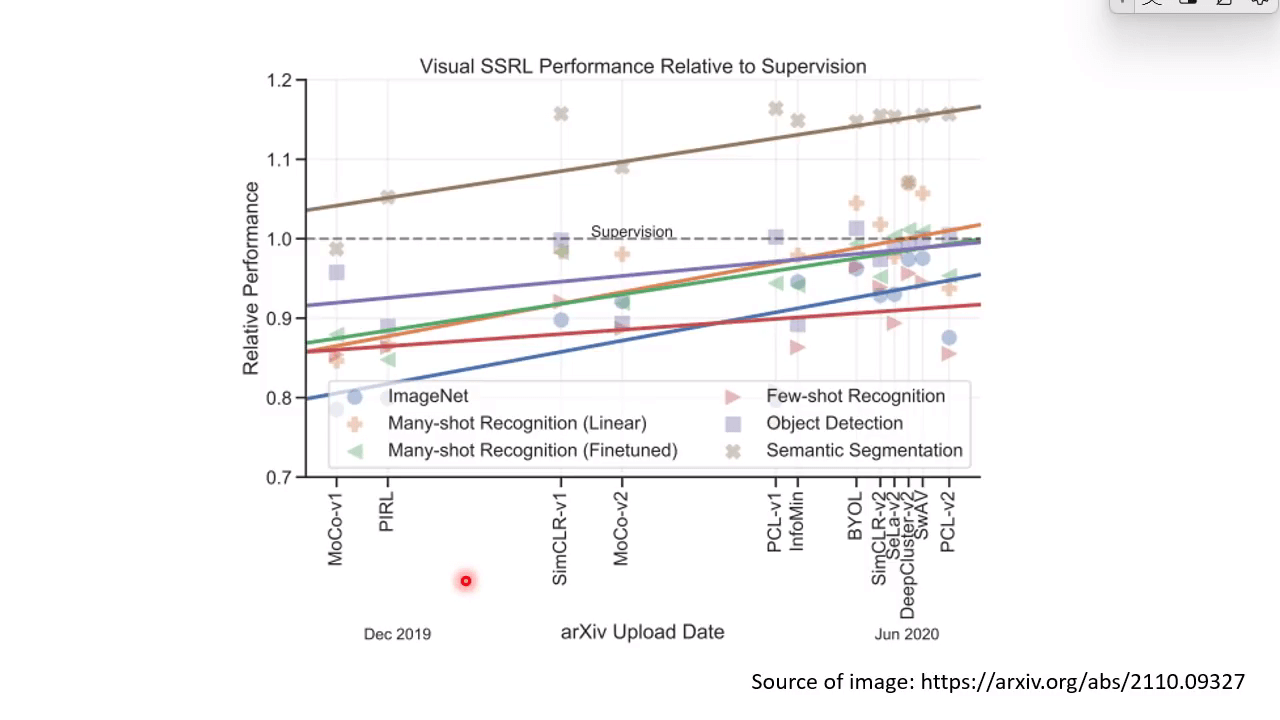 Visual SSRL Performance Relative to Supervision
Relative Performance
1.2
1.1
1.0
0.9
0.8
0.7
Supervision
ImageNet
Many-shot Recognition (Linear)
Many-shot Recognition (Finetuned)
Few-shot Recognition
Object Detection
Semantic Segmentation
MoCo-v1
PIRL
SimCLR-v1
MoCo-v2
PCL-v1
InfoMin
BYOL
SimCLR-v2
SeLa-v2
DeepCluster-v2
SwAV
PCL-v2
Dec 2019
arXiv Upload Date
Jun 2020
Source of image: https://arxiv.org/abs/2110.09327